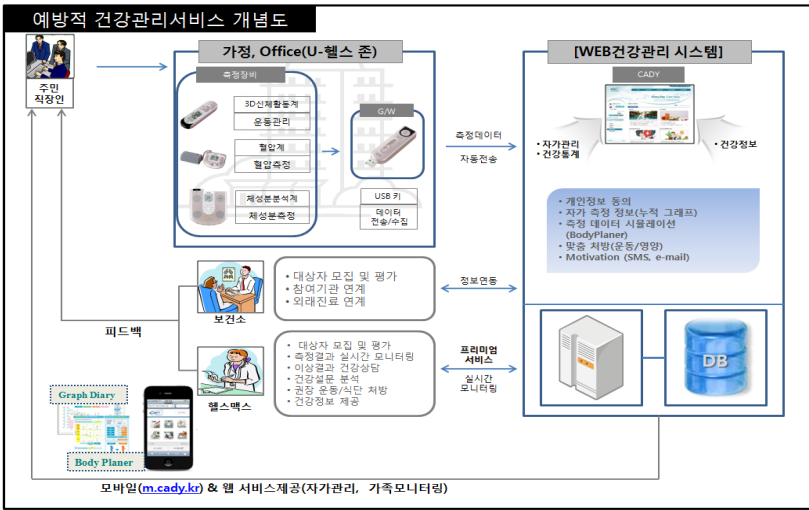 예방적 건강관리서비스 개념도
주민
직장인
가정, Office(U-헬스 존)
측정장비
3D신체활동계
운동관리
혈압계
혈압측정
체성분분석계
체성분측정
G/W
USB 키
데이터
전송/수집
측정데이터
자동전송
[WEB건강관리 시스템]
CADY
• 자가관리
• 건강통계
• 건강정보
• 개인정보 동의
• 자가 측정 정보(누적 그래프)
• 측정 데이터 시뮬레이션
(BodyPlaner)
• 맞춤 처방(운동/영양)
• Motivation (SMS, e-mail)
보건소
• 대상자 모집 및 평가
• 참여기관 연계
• 외래진료 연계
정보연동
피드백
헬스맥스
• 대상자 모집 및 평가
• 측정결과 실시간 모니터링
• 이상결과 건강상담
• 건강설문 분석
• 권장 운동/식단 처방
• 건강정보 제공
프리미엄
서비스
실시간
모니터링
DB
Graph Diary
Body Planer
모바일(m.cady.kr) & 웹 서비스제공(자가관리, 가족모니터링)